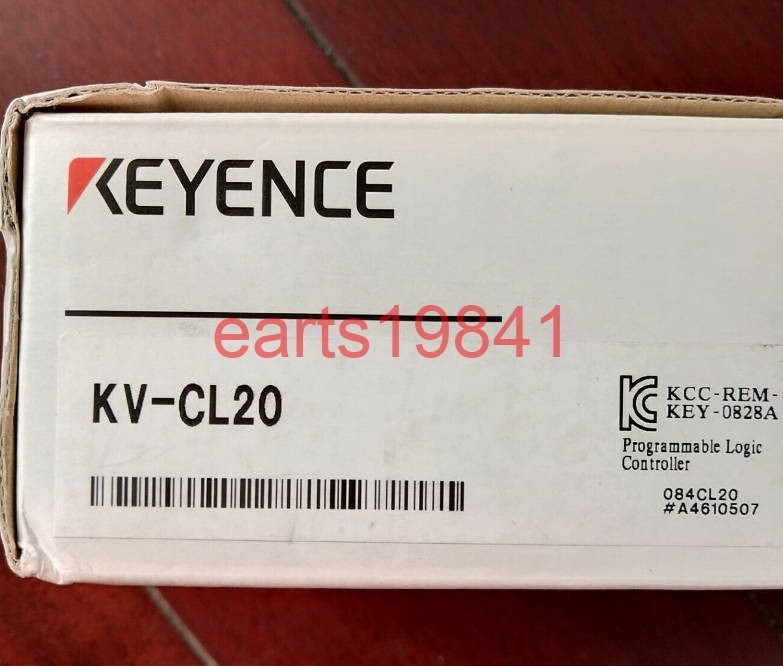 KEYENCE
earts19841
KV-CL20
KCC-REM-
KEY-0828A
Programmable Logic
Controller
084CL20
#A4610507